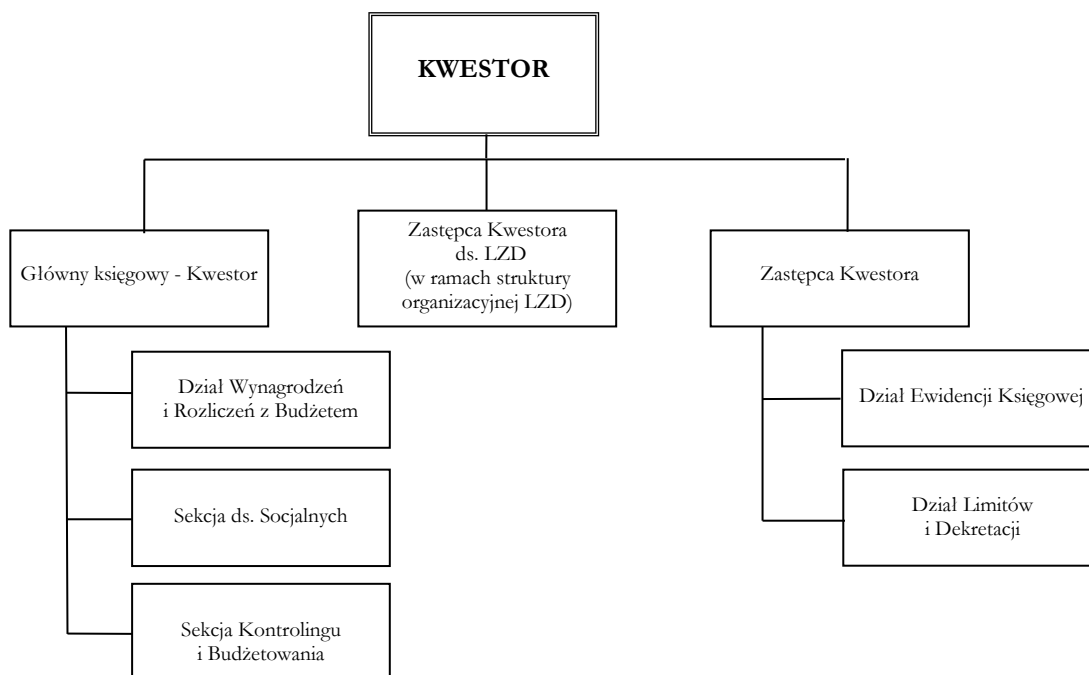 KWESTOR
Główny księgowy - Kwestor
Zastępca Kwestora
ds. LZD
(w ramach struktury
organizacyjnej LZD)
Zastępca Kwestora
Dział Wynagrodzeń
i Rozliczeń z Budżetem
Sekcja ds. Socjalnych
Sekcja Kontrolingu
i Budżetowania
Dział Ewidencji Księgowej
Dział Limitów
i Dekretacji